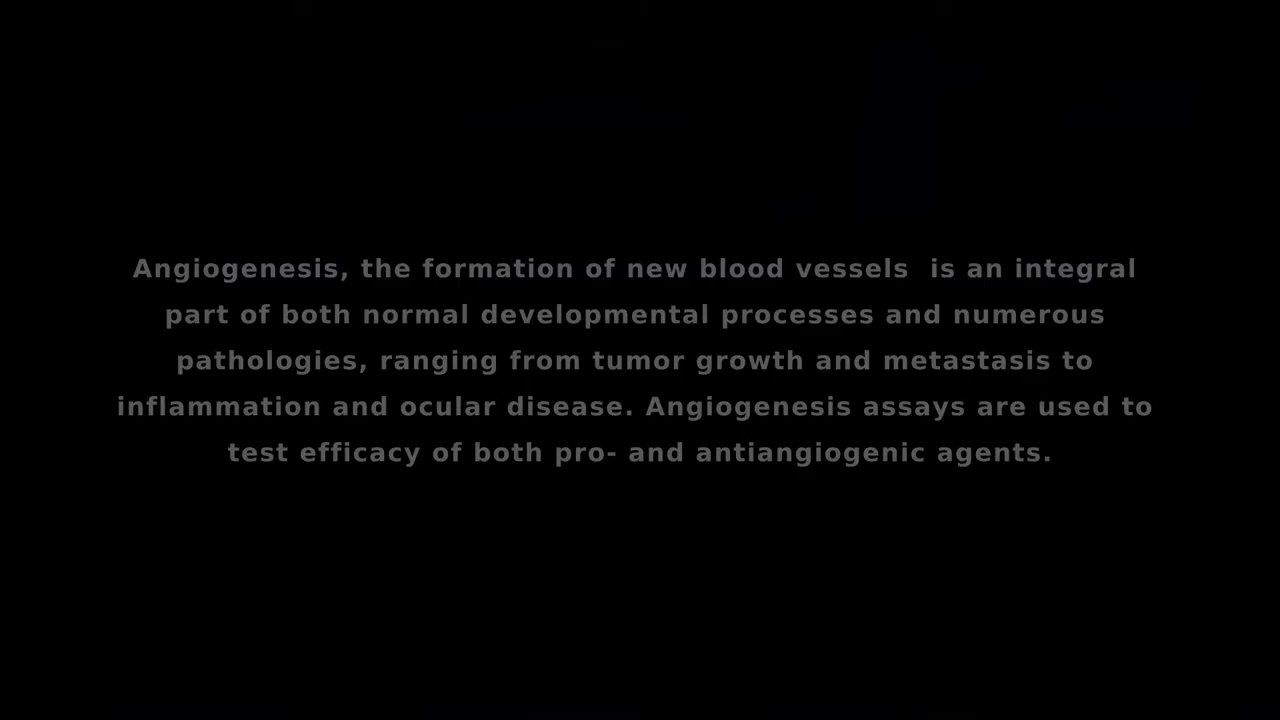 Angiogenesis, the formation of new blood vessels  is an integral
part of both normal developmental processes and numerous
pathologies, ranging from tumor growth and metastasis to
inflammation and ocular disease. Angiogenesis assays are used to
test efficacy of both pro- and antiangiogenic agents.